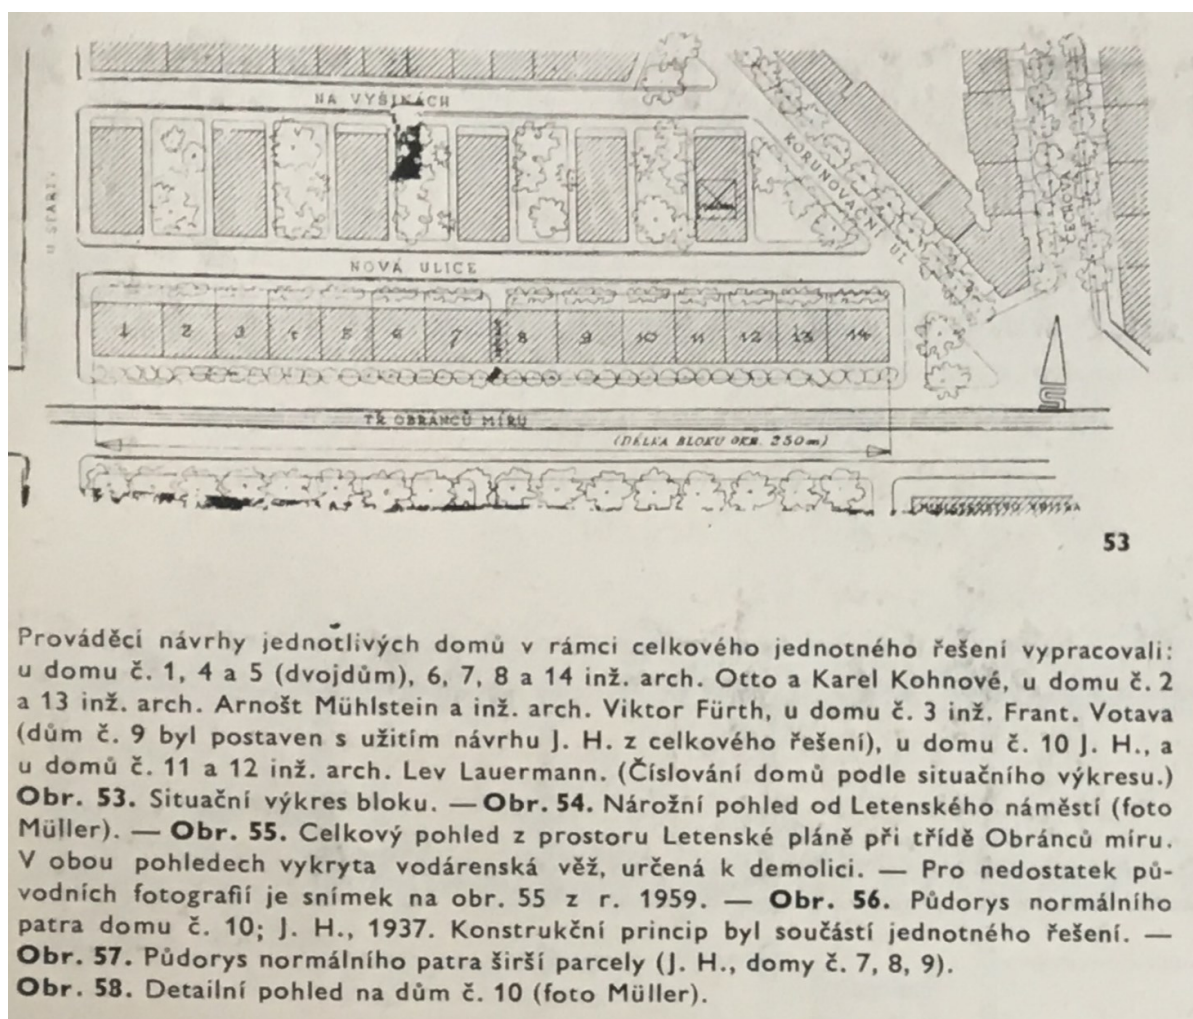 NA VÝŠINÁCH
KORUNOVAČNÍ UL
ČECHOVA
U SPARTY
NOVÁ ULICE
1 2 3 4 5 6 7 8 9 10 11 12 13 14
S
TŘ OBRÁNCŮ MÍRU
(DÉLKA BLOKU OKR. 250m)
53
Prováděcí návrhy jednotlivých domů v rámci celkového jednotného řešení vypracovali:
u domu č. 1, 4 a 5 (dvojdům), 6, 7, 8 a 14 inž. arch. Otto a Karel Kohnové, u domu č. 2
a 13 inž. arch. Arnošt Mühlstein a inž. arch. Viktor Fürth, u domu č. 3 inž. Frant. Votava
(dům č. 9 byl postaven s užitím návrhu J. H. z celkového řešení), u domu č. 10 J. H., a
u domů č. 11 a 12 inž. arch. Lev Lauermann. (Číslování domů podle situačního výkresu.)
Obr. 53. Situační výkres bloku. — Obr. 54. Nárožní pohled od Letenského náměstí (foto
Müller). — Obr. 55. Celkový pohled z prostoru Letenské pláně při třídě Obránců míru.
V obou pohledech vykryta vodárenská věž, určená k demolici. — Pro nedostatek pů-
vodních fotografií je snímek na obr. 55 z r. 1959. — Obr. 56. Půdorys normálního
patra domu č. 10; J. H., 1937. Konstrukční princip byl součástí jednotného řešení. —
Obr. 57. Půdorys normálního patra širší parcely (J. H., domy č. 7, 8, 9).
Obr. 58. Detailní pohled na dům č. 10 (foto Müller).